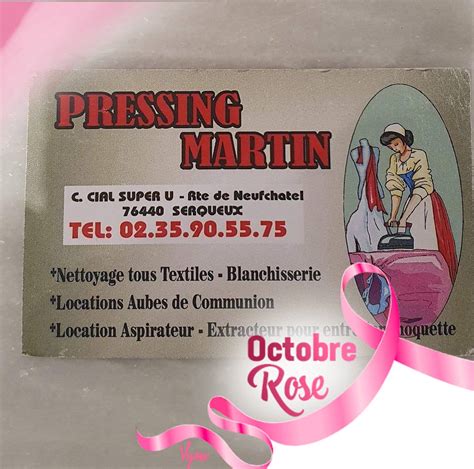 PRESSING
MARTIN
C. CIAL SUPER U - Rte de Neufchatel
76440 SERQUEUX
TEL: 02.35.90.55.75
*Nettoyage tous Textiles - Blanchisserie
*Locations Aubes de Communion
*Location Aspirateur - Extracteur pour moquette
Octobre
Rose